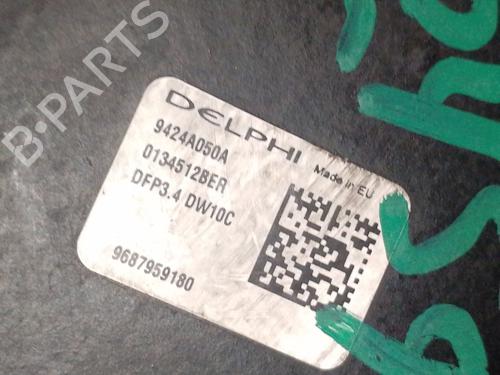 B-PARTS
DELPHI
Made in EU
9424A050A
0134512BER
DFP3.4 DW10C
9687959180